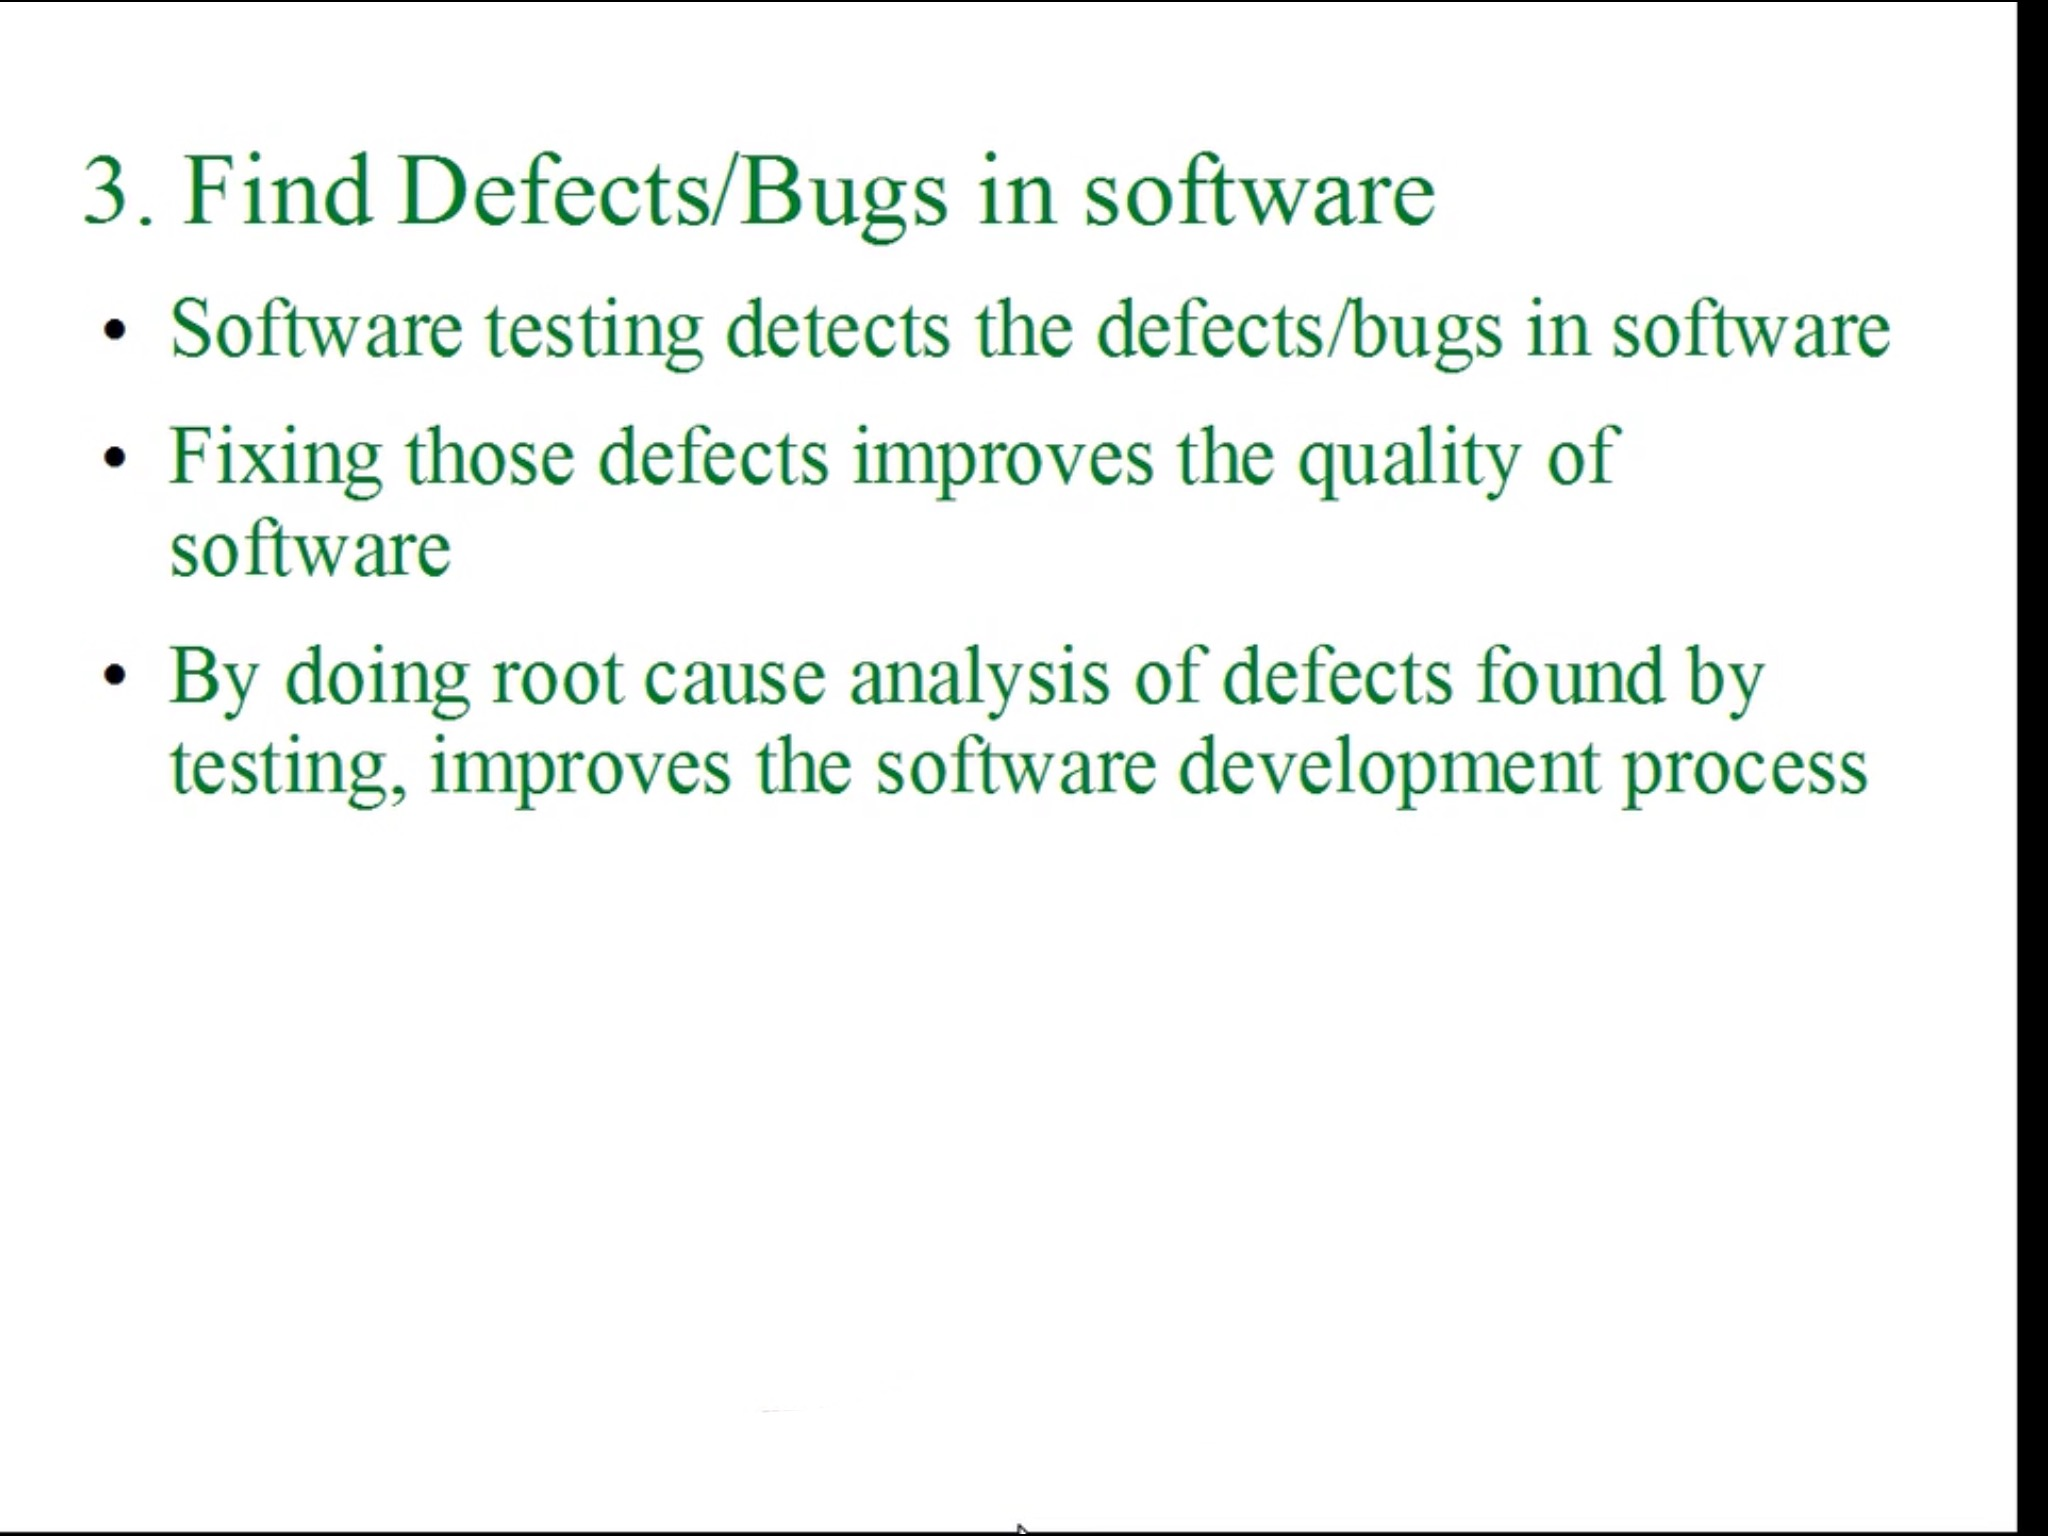 3. Find Defects/Bugs in software
• Software testing detects the defects/bugs in software
• Fixing those defects improves the quality of
software
• By doing root cause analysis of defects found by
testing, improves the software development process